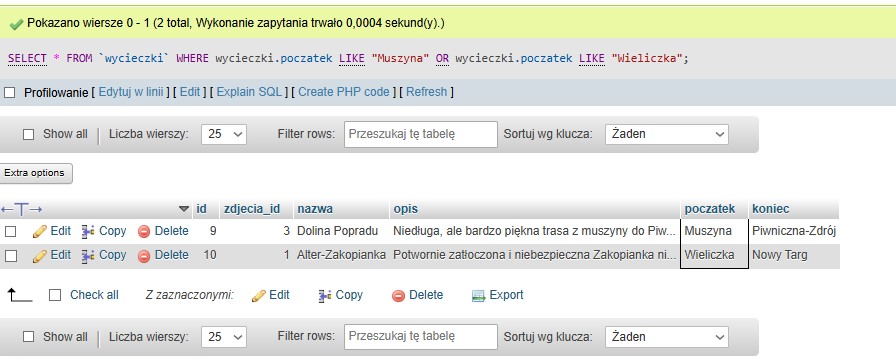 Pokazano wiersze 0 - 1 (2 total, Wykonanie zapytania trwało 0,0004 sekund(y).)
SELECT * FROM `wycieczki` WHERE wycieczki.poczatek LIKE "Muszyna" OR wycieczki.poczatek LIKE "Wieliczka";
Profilowanie [ Edytuj w linii ] [ Edit ] [ Explain SQL ] [ Create PHP code ] [ Refresh ]
Show all Liczba wierszy: 25 Filter rows: Przeszukaj tę tabelę Sortuj wg klucza: Żaden
Extra options
←T→ id zdjecia_id nazwa opis poczatek koniec
Edit Copy Delete 9 3 Dolina Popradu Niedługa, ale bardzo piękna trasa z muszyny do Piw... Muszyna Piwniczna-Zdrój
Edit Copy Delete 10 1 Alter-Zakopianka Potwornie zatłoczona i niebezpieczna Zakopianka ni... Wieliczka Nowy Targ
Check all Z zaznaczonymi: Edit Copy Delete Export
Show all Liczba wierszy: 25 Filter rows: Przeszukaj tę tabelę Sortuj wg klucza: Żaden